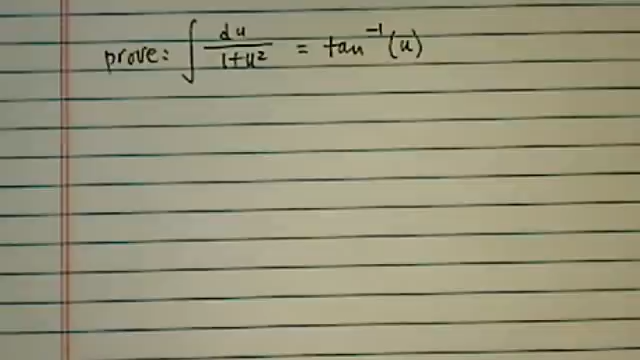 prove: ∫ du/(1+u²) = tan⁻¹(u)